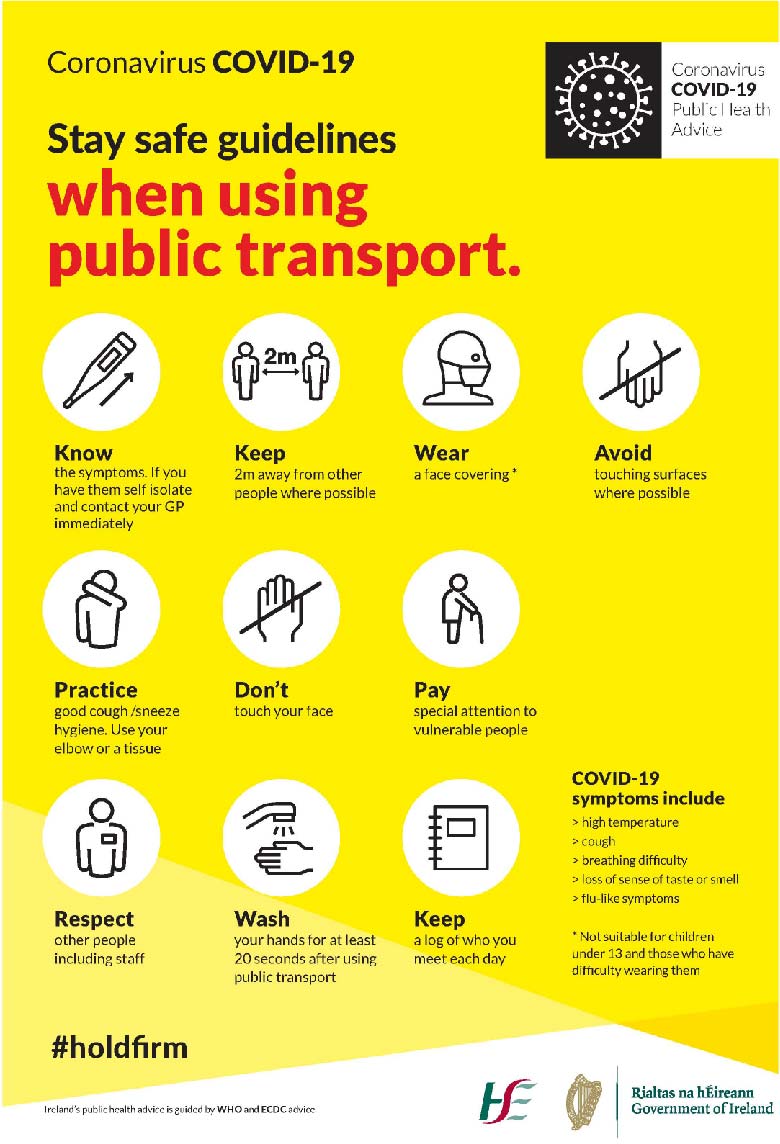 Coronavirus COVID-19
Coronavirus
COVID-19
Public Health
Advice
Stay safe guidelines
when using
public transport.
2m
Know
the symptoms. If you
have them self isolate
and contact your GP
immediately
Keep
2m away from other
people where possible
Wear
a face covering *
Avoid
touching surfaces
where possible
Practice
good cough /sneeze
hygiene. Use your
elbow or a tissue
Don't
touch your face
Pay
special attention to
vulnerable people
Respect
other people
including staff
Wash
your hands for at least
20 seconds after using
public transport
Keep
a log of who you
meet each day
COVID-19
symptoms include
> high temperature
> cough
> breathing difficulty
> loss of sense of taste or smell
> flu-like symptoms
* Not suitable for children
under 13 and those who have
difficulty wearing them
#holdfirm
Ireland's public health advice is guided by WHO and ECDC advice
HSE
Rialtas na hÉireann
Government of Ireland